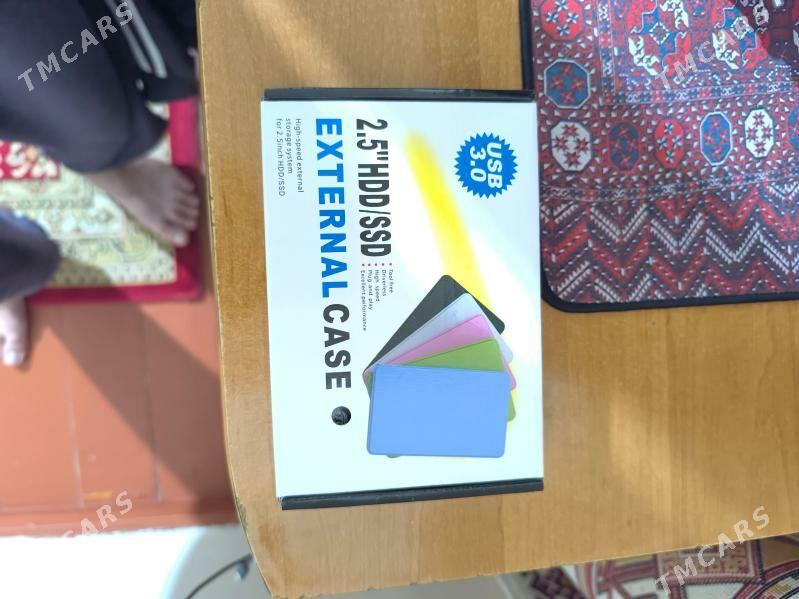 USB
3.0
2.5"HDD/SSD
EXTERNAL CASE
High-speed external
storage system
for 2.5inch HDD/SSD
Tool free
Driverless
High speed
Plug and play
Excellent performance
TMCARS
TMCARS
TMCARS
TMCARS
TMCARS